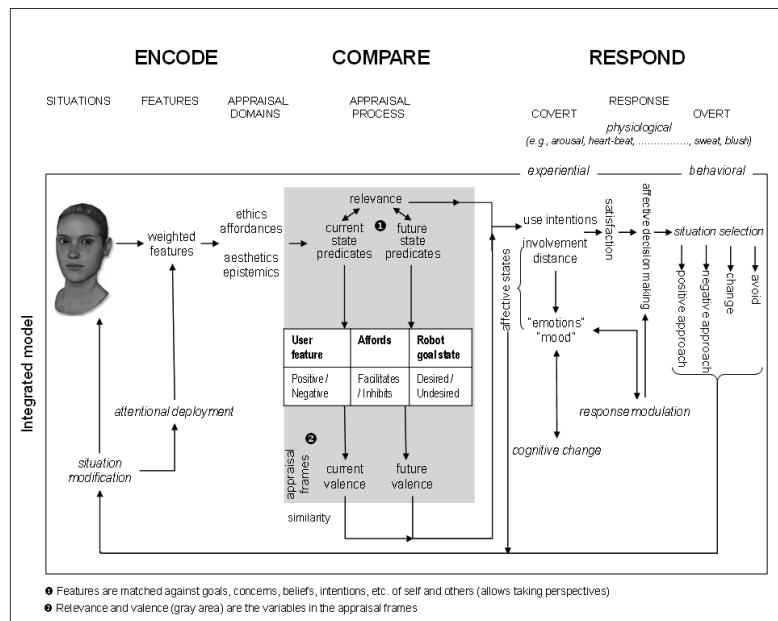 ENCODE
COMPARE
RESPOND
SITUATIONS
FEATURES
APPRAISAL
DOMAINS
APPRAISAL
PROCESS
RESPONSE
COVERT
OVERT
physiological
(e.g., arousal, heart-beat, ................, sweat, blush)
experiential
behavioral
Integrated model
weighted
features
ethics
affordances
aesthetics
epistemics
relevance
❶
current
state
predicates
future
state
predicates
User
feature
Affords
Robot
goal state
Positive /
Negative
Facilitates
/ Inhibits
Desired /
Undesired
❷
appraisal
frames
current
valence
future
valence
similarity
attentional deployment
situation
modification
affective states
use intentions
involvement
distance
"emotions"
"mood"
cognitive change
satisfaction
affective decision making
response modulation
situation selection
positive approach
negative approach
change
avoid
❶ Features are matched against goals, concerns, beliefs, intentions, etc. of self and others (allows taking perspectives)
❷ Relevance and valence (gray area) are the variables in the appraisal frames